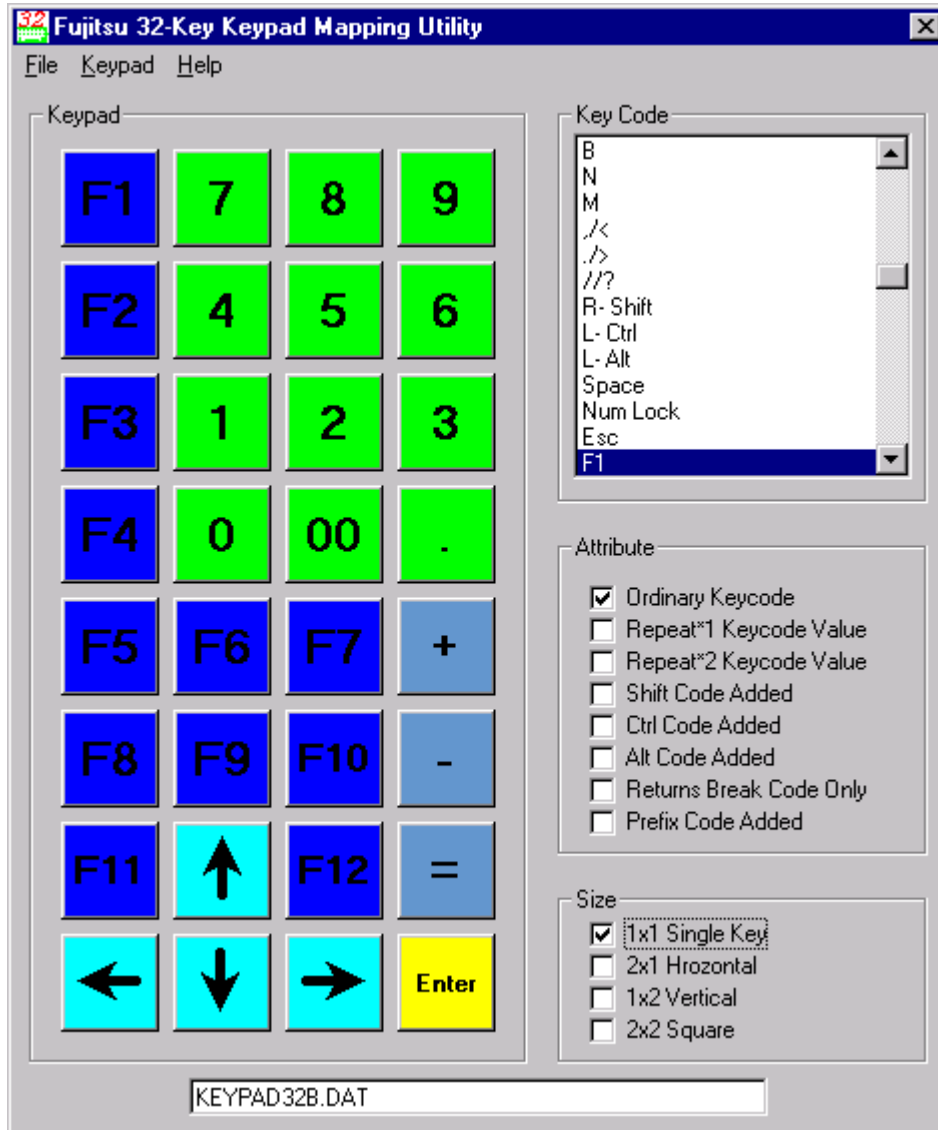 32
Fujitsu 32-Key Keypad Mapping Utility
File Keypad Help
Keypad
F1 7 8 9
F2 4 5 6
F3 1 2 3
F4 0 00 .
F5 F6 F7 +
F8 F9 F10 -
F11 F12 =
Enter
Key Code
B
N
M
,/<
./>
//?
R- Shift
L- Ctrl
L- Alt
Space
Num Lock
Esc
F1
Attribute
Ordinary Keycode
Repeat*1 Keycode Value
Repeat*2 Keycode Value
Shift Code Added
Ctrl Code Added
Alt Code Added
Returns Break Code Only
Prefix Code Added
Size
1x1 Single Key
2x1 Hrozontal
1x2 Vertical
2x2 Square
KEYPAD32B.DAT